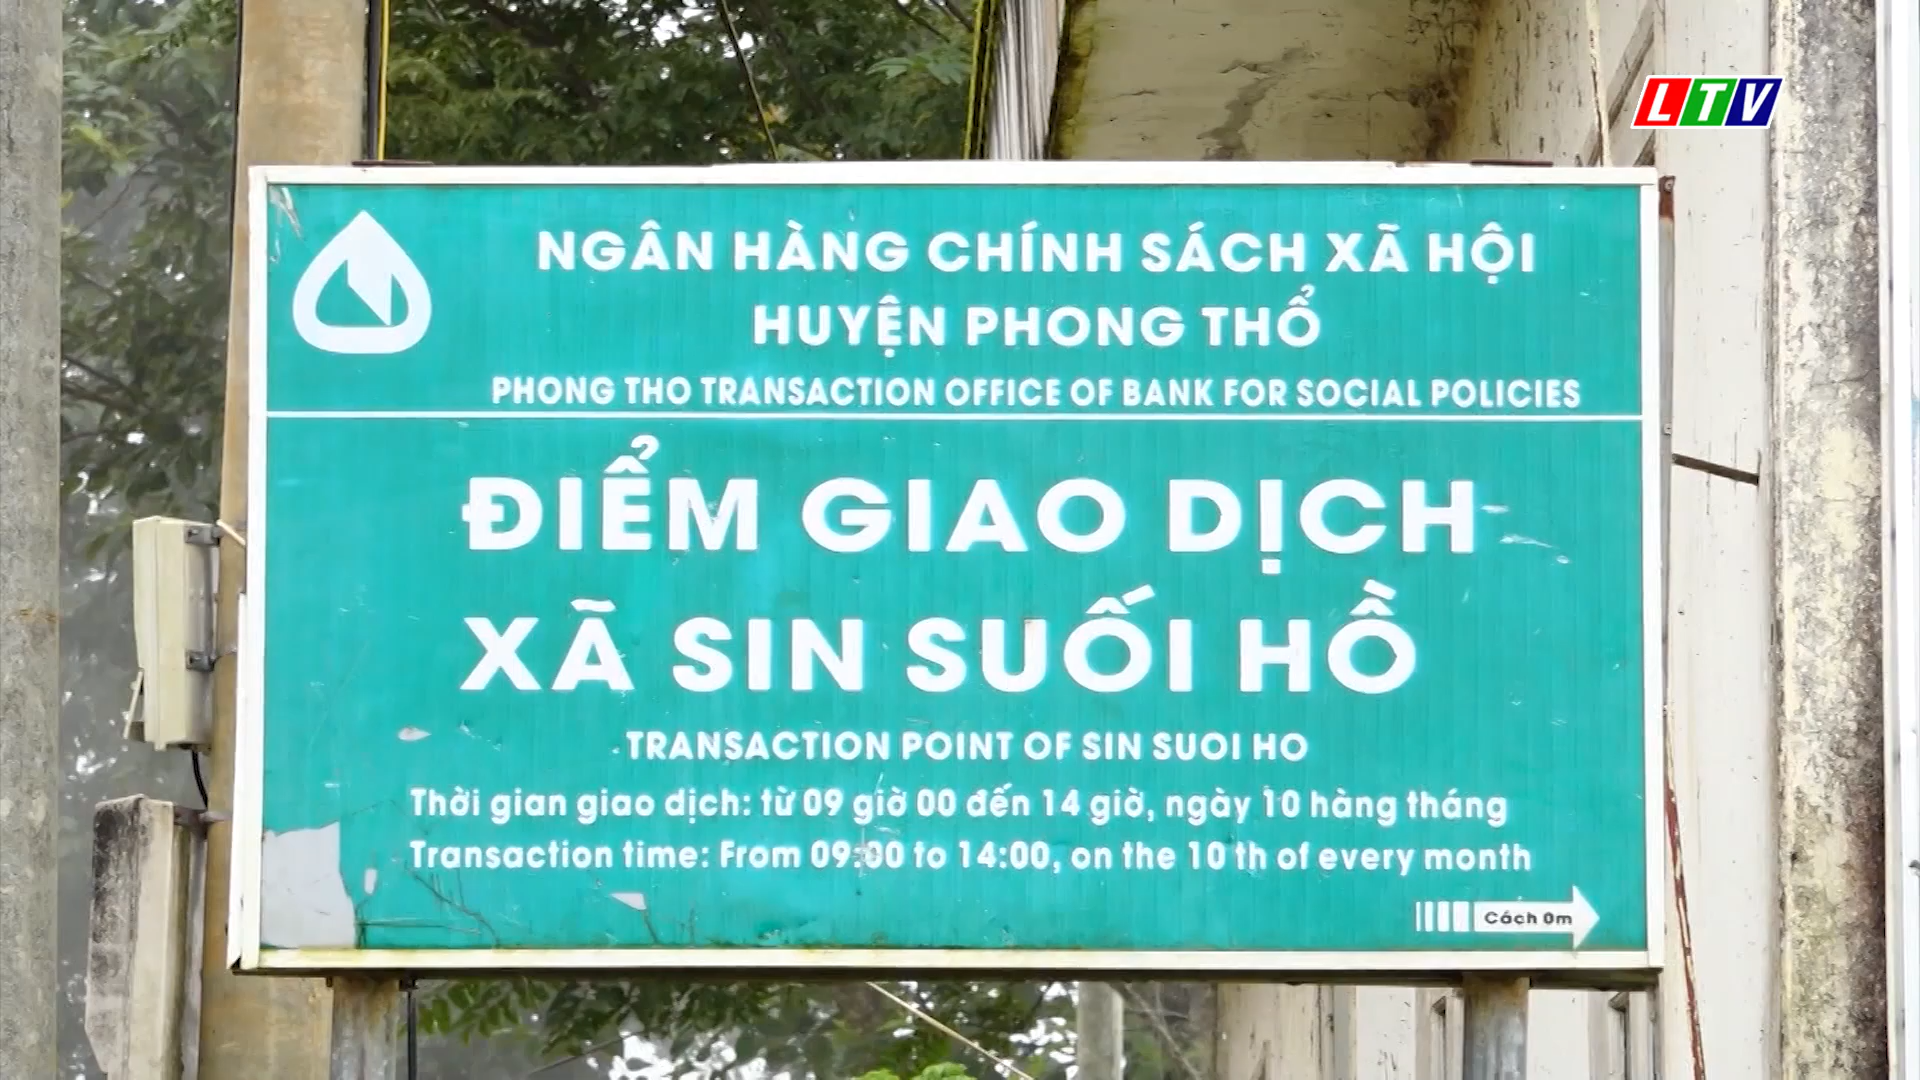 LTV
NGÂN HÀNG CHÍNH SÁCH XÃ HỘI
HUYỆN PHONG THỔ
PHONG THO TRANSACTION OFFICE OF BANK FOR SOCIAL POLICIES
ĐIỂM GIAO DỊCH
XÃ SIN SUỐI HỒ
TRANSACTION POINT OF SIN SUOI HO
Thời gian giao dịch: từ 09 giờ 00 đến 14 giờ, ngày 10 hàng tháng
Transaction time: From 09:00 to 14:00, on the 10 th of every month
Cách 0m